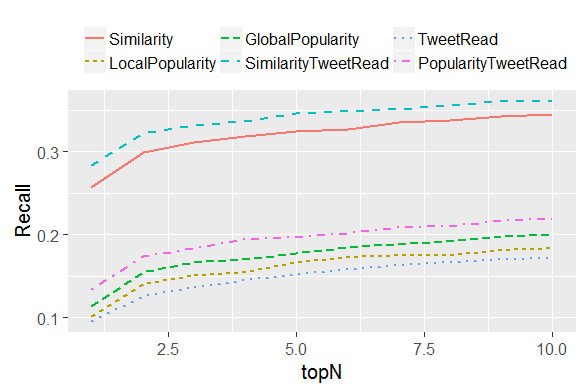 Similarity GlobalPopularity TweetRead
LocalPopularity SimilarityTweetRead PopularityTweetRead
Recall
0.3
0.2
0.1
2.5 5.0 7.5 10.0
topN